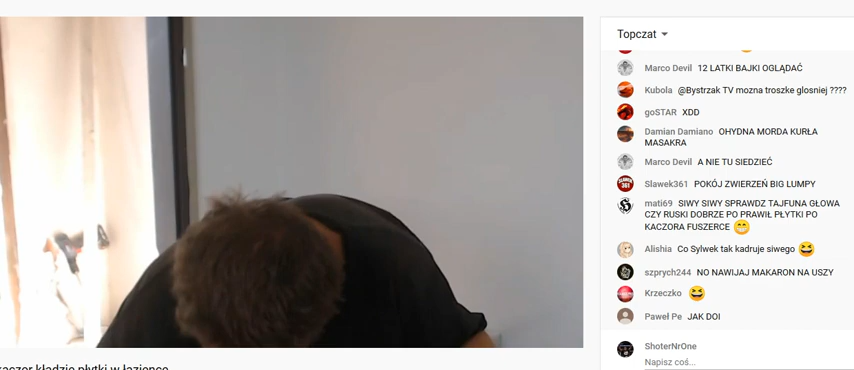 Topczat
Marco Devil 12 LATKI BAJKI OGLĄDAĆ
Kubola @Bystrzak TV mozna troszke glosniej ????
goSTAR XDD
Damian Damiano OHYDNA MORDA KURŁA
MASAKRA
Marco Devil A NIE TU SIEDZIEĆ
Slawek361 POKÓJ ZWIERZEŃ BIG LUMPY
mati69 SIWY SIWY SPRAWDZ TAJFUNA GŁOWA
CZY RUSKI DOBRZE PO PRAWIŁ PŁYTKI PO
KACZORA FUSZERCE 😁
Alishia Co Sylwek tak kadruje siwego 😆
szprych244 NO NAWIJAJ MAKARON NA USZY
Krzeczko 😆
Paweł Pe JAK DOI
ShoterNrOne
Napisz coś...
kaczor kładzie płytki w łazience